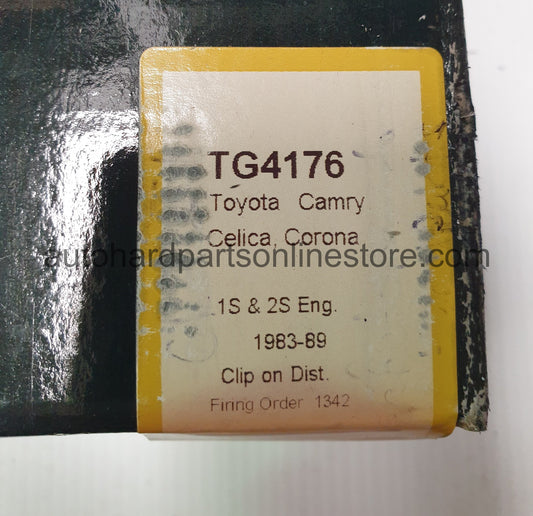 TG4176
Toyota Camry
Celica, Corona
autohardpartsonlinestore.com
1S & 2S Eng.
1983-89
Clip on Dist.
Firing Order 1342